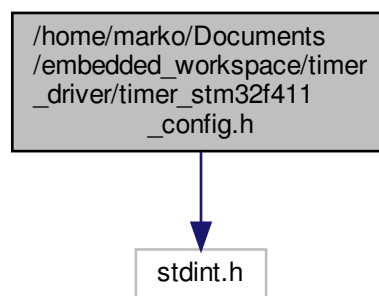 /home/marko/Documents
/embedded_workspace/timer
_driver/timer_stm32f411
_config.h
stdint.h